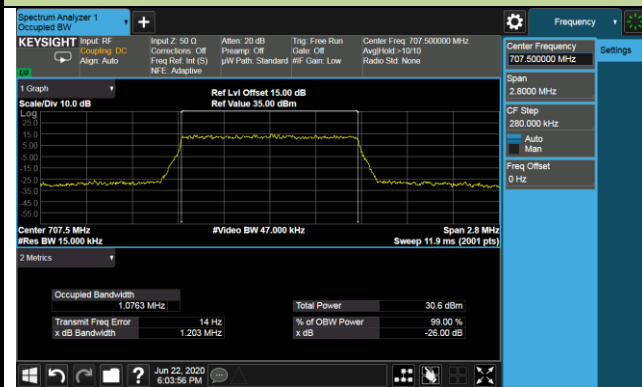 Spectrum Analyzer 1
Occupied BW
+
Frequency
KEYSIGHT
Input: RF
Coupling: DC
Align: Auto
Input Z: 50 Ω
Corrections: Off
Freq Ref: Int (S)
NFE: Adaptive
Atten: 20 dB
Preamp: Off
µW Path: Standard
Trig: Free Run
Gate: Off
#IF Gain: Low
Center Freq: 707.500000 MHz
Avg|Hold:>10/10
Radio Std: None
LV
Center Frequency
707.500000 MHz
Settings
Span
2.8000 MHz
CF Step
280.000 kHz
Auto
Man
Freq Offset
0 Hz
1 Graph
Scale/Div 10.0 dB
Ref Lvl Offset 15.00 dB
Ref Value 35.00 dBm
Log
25.0
15.0
5.00
-5.00
-15.0
-25.0
-35.0
-45.0
-55.0
Center 707.5 MHz
#Video BW 47.000 kHz
Span 2.8 MHz
#Res BW 15.000 kHz
Sweep 11.9 ms (2001 pts)
2 Metrics
Occupied Bandwidth
1.0763 MHz
Total Power 30.6 dBm
Transmit Freq Error 14 Hz
% of OBW Power 99.00 %
x dB Bandwidth 1.203 MHz
x dB -26.00 dB
?
Jun 22, 2020
6:03:56 PM